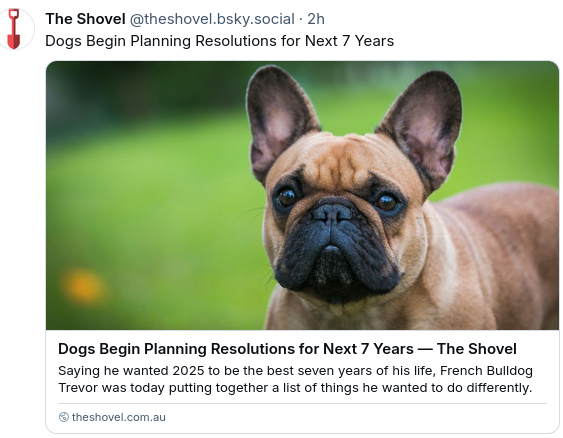 The Shovel @theshovel.bsky.social · 2h
Dogs Begin Planning Resolutions for Next 7 Years
Dogs Begin Planning Resolutions for Next 7 Years — The Shovel
Saying he wanted 2025 to be the best seven years of his life, French Bulldog
Trevor was today putting together a list of things he wanted to do differently.
theshovel.com.au